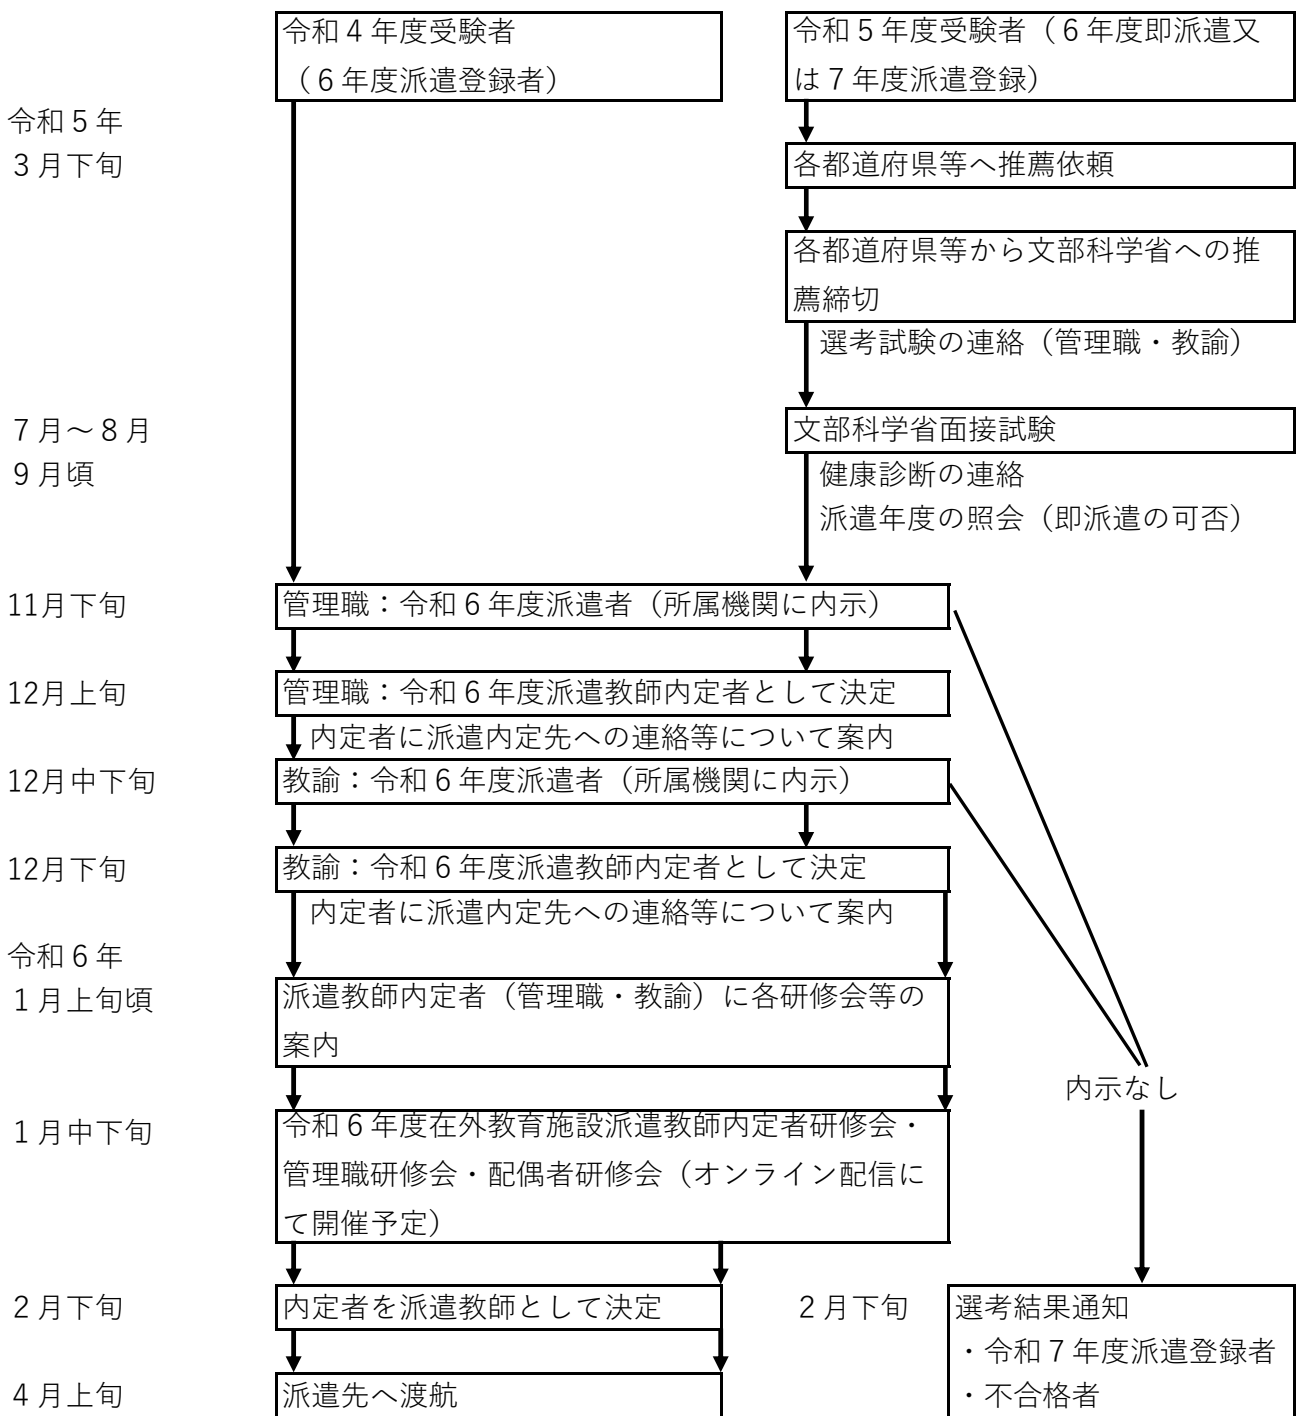 令和４年度受験者
（６年度派遣登録者）
令和５年度受験者（６年度即派遣又
は７年度派遣登録）
令和５年
３月下旬
各都道府県等へ推薦依頼
各都道府県等から文部科学省への推
薦締切
選考試験の連絡（管理職・教諭）
７月～８月
文部科学省面接試験
９月頃
健康診断の連絡
派遣年度の照会（即派遣の可否）
11月下旬
管理職：令和６年度派遣者（所属機関に内示）
12月上旬
管理職：令和６年度派遣教師内定者として決定
内定者に派遣内定先への連絡等について案内
12月中下旬
教諭：令和６年度派遣者（所属機関に内示）
12月下旬
教諭：令和６年度派遣教師内定者として決定
内定者に派遣内定先への連絡等について案内
令和６年
１月上旬頃
派遣教師内定者（管理職・教諭）に各研修会等の
案内
内示なし
１月中下旬
令和６年度在外教育施設派遣教師内定者研修会・
管理職研修会・配偶者研修会（オンライン配信に
て開催予定）
２月下旬
内定者を派遣教師として決定
２月下旬
選考結果通知
・令和７年度派遣登録者
・不合格者
４月上旬
派遣先へ渡航